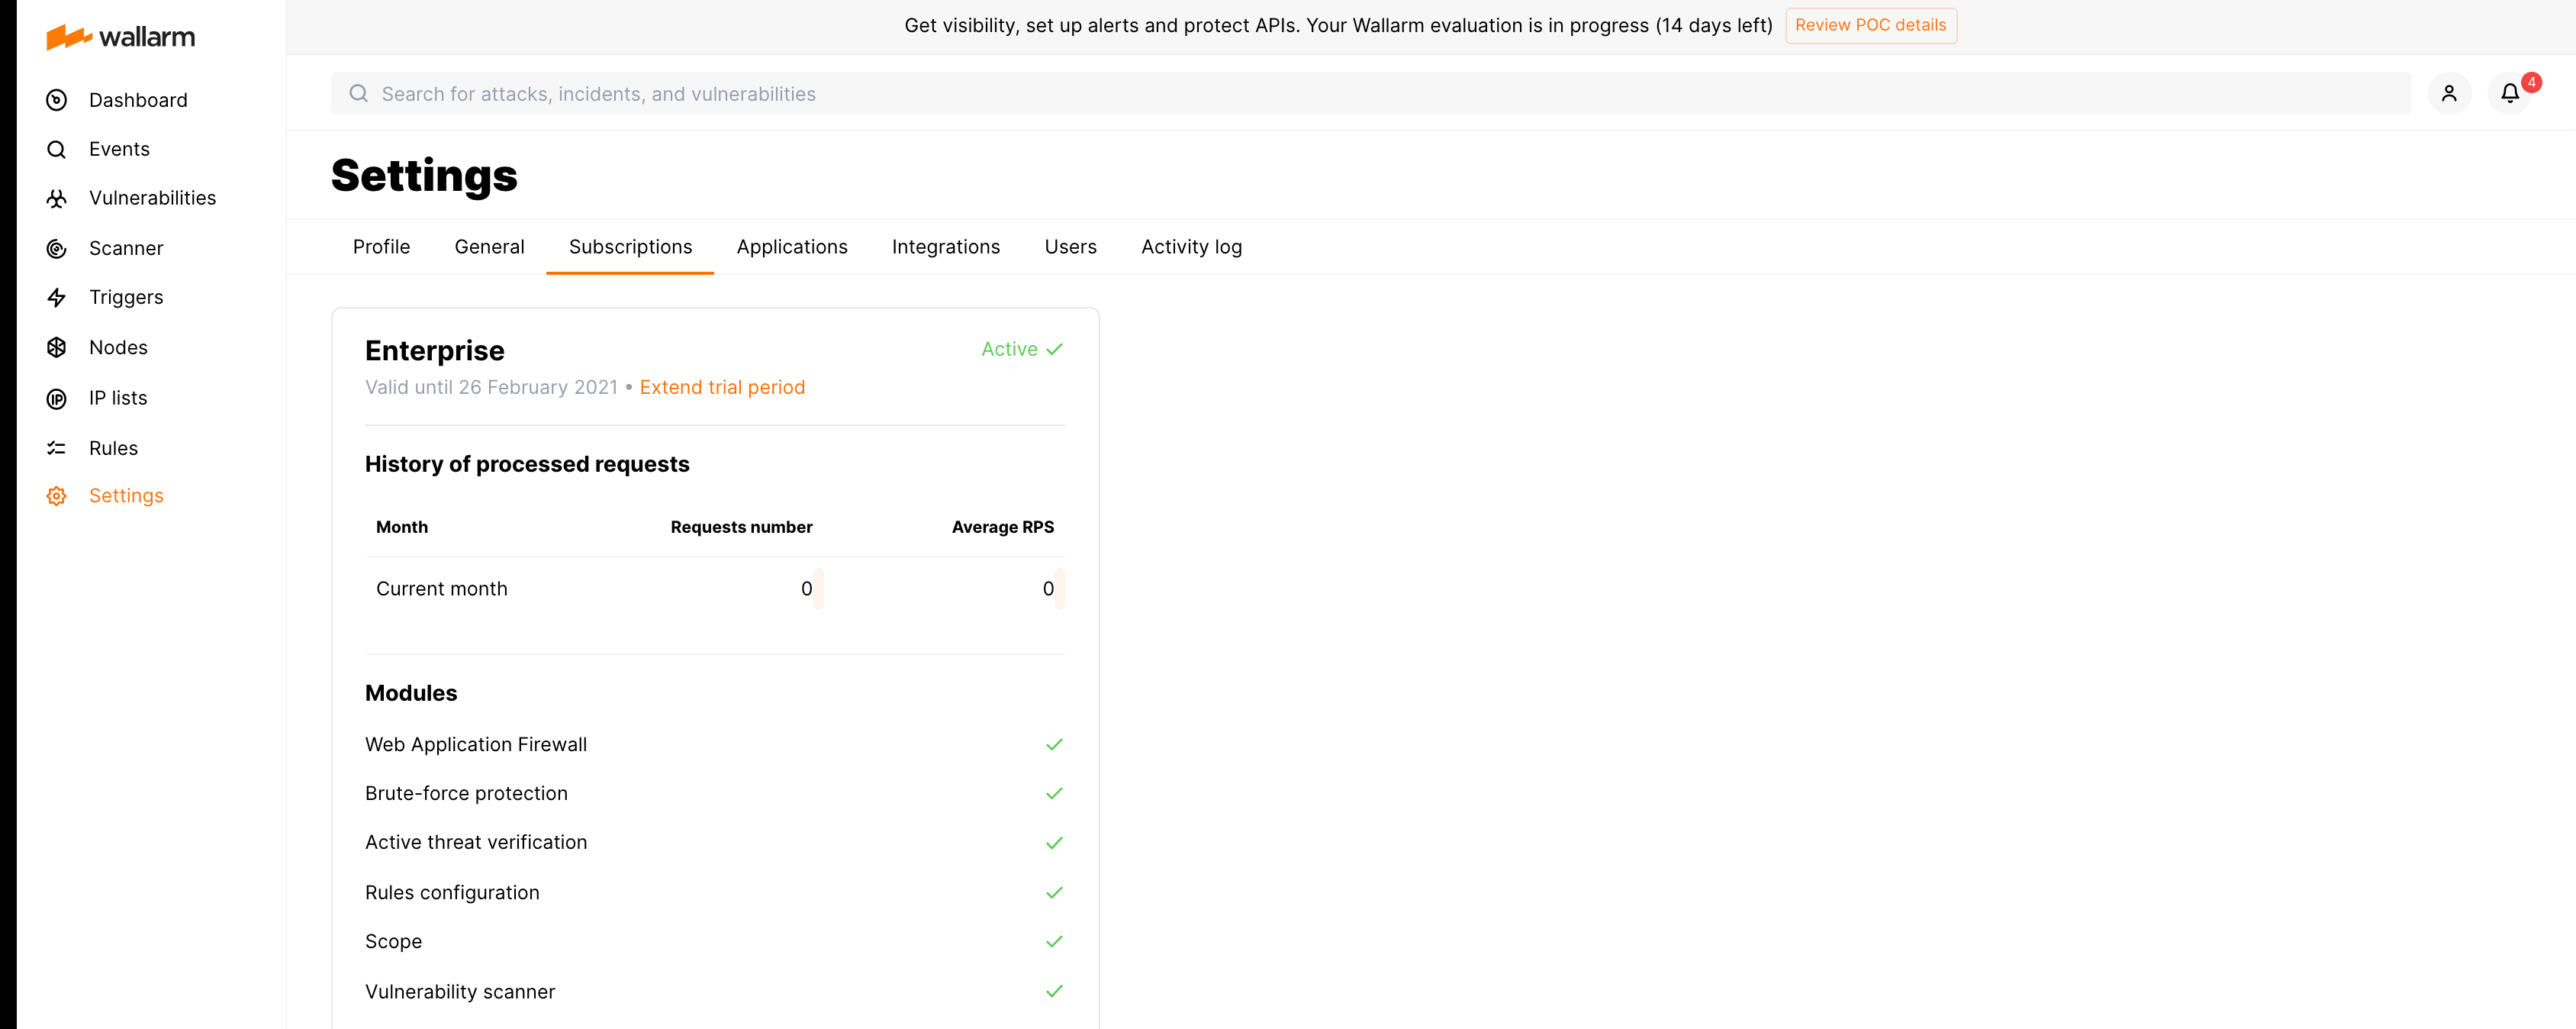 wallarm
Get visibility, set up alerts and protect APIs. Your Wallarm evaluation is in progress (14 days left) Review POC details
Search for attacks, incidents, and vulnerabilities
4
Dashboard
Events
Vulnerabilities
Scanner
Triggers
Nodes
IP IP lists
Rules
Settings
Settings
Profile General Subscriptions Applications Integrations Users Activity log
Enterprise Active
Valid until 26 February 2021 • Extend trial period
History of processed requests
Month Requests number Average RPS
Current month 0 0
Modules
Web Application Firewall
Brute-force protection
Active threat verification
Rules configuration
Scope
Vulnerability scanner